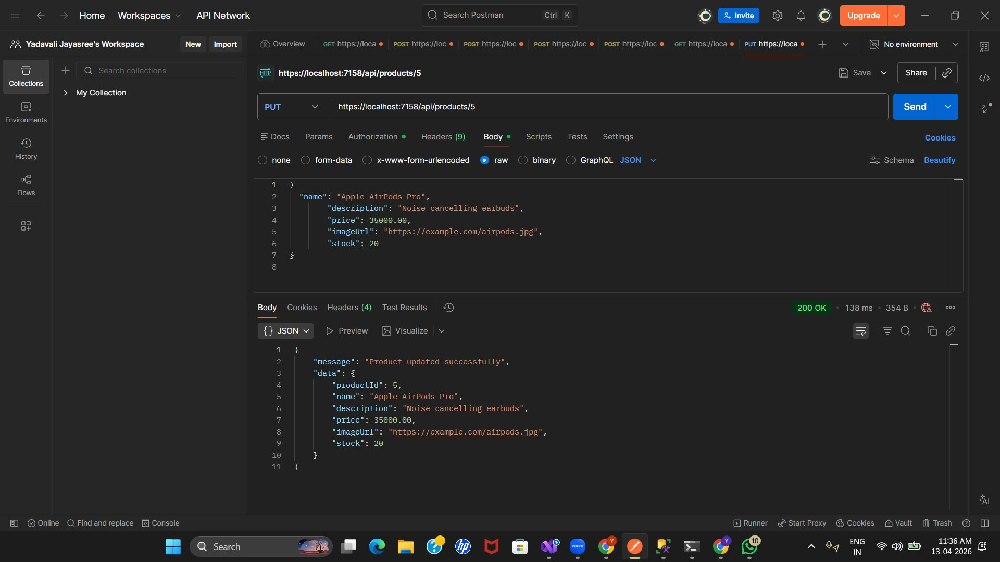 Home Workspaces API Network Search Postman Ctrl K Invite Upgrade
Yadavali Jayasree's Workspace New Import Overview GET https://loca POST https://loc POST https://loc POST https://loc POST https://loc GET https://loca PUT https://loca No environment
Search collections
HTTP https://localhost:7158/api/products/5 Save Share
Collections
My Collection
Environments
History
Flows
PUT https://localhost:7158/api/products/5 Send
Docs Params Authorization Headers (9) Body Scripts Tests Settings Cookies
none form-data x-www-form-urlencoded raw binary GraphQL JSON Schema Beautify
1 {
2 "name": "Apple AirPods Pro",
3 "description": "Noise cancelling earbuds",
4 "price": 35000.00,
5 "imageUrl": "https://example.com/airpods.jpg",
6 "stock": 20
7 }
8
Body Cookies Headers (4) Test Results 200 OK • 138 ms • 354 B
{} JSON Preview Visualize
1 {
2 "message": "Product updated successfully",
3 "data": {
4 "productId": 5,
5 "name": "Apple AirPods Pro",
6 "description": "Noise cancelling earbuds",
7 "price": 35000.00,
8 "imageUrl": "https://example.com/airpods.jpg",
9 "stock": 20
10 }
11 }
AI
Online Find and replace Console Runner Start Proxy Cookies Vault Trash
Search hp zoom Y Y 10 ENG IN 11:36 AM
13-04-2026